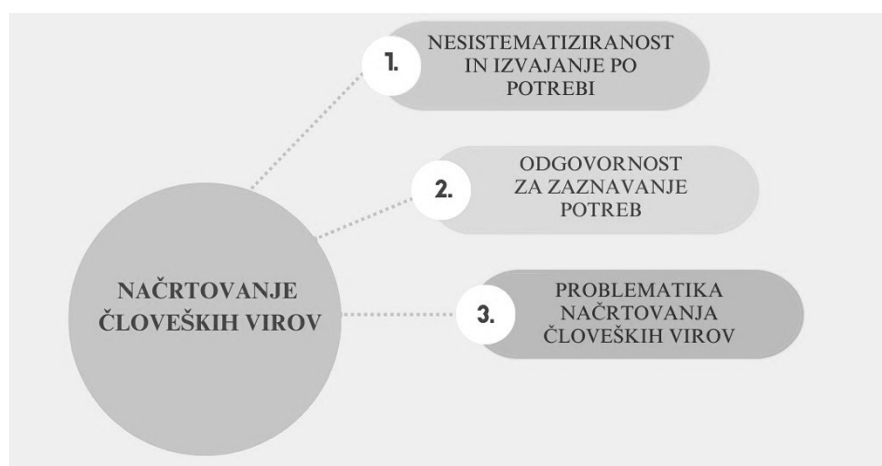 NAČRTOVANJE
ČLOVEŠKIH VIROV
1.
NESISTEMATIZIRANOST
IN IZVAJANJE PO
POTREBI
2.
ODGOVORNOST
ZA ZAZNAVANJE
POTREB
3.
PROBLEMATIKA
NAČRTOVANJA
ČLOVEŠKIH VIROV